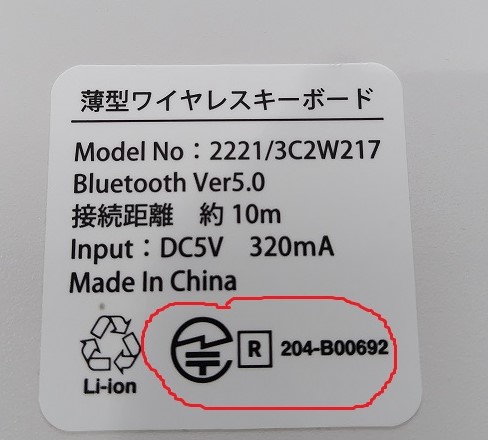 薄型ワイヤレスキーボード
Model No：2221/3C2W217
Bluetooth Ver5.0
接続距離　約 10m
Input：DC5V　320mA
Made In China
R 204-B00692
Li-ion